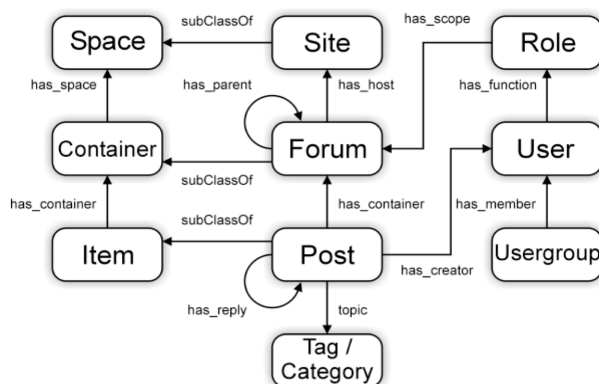 subClassOf
has_scope
Space
Site
Role
has_space
has_parent
has_host
has_function
Container
Forum
User
subClassOf
has_container
subClassOf
has_container
has_member
Item
Post
Usergroup
has_creator
has_reply
topic
Tag /
Category